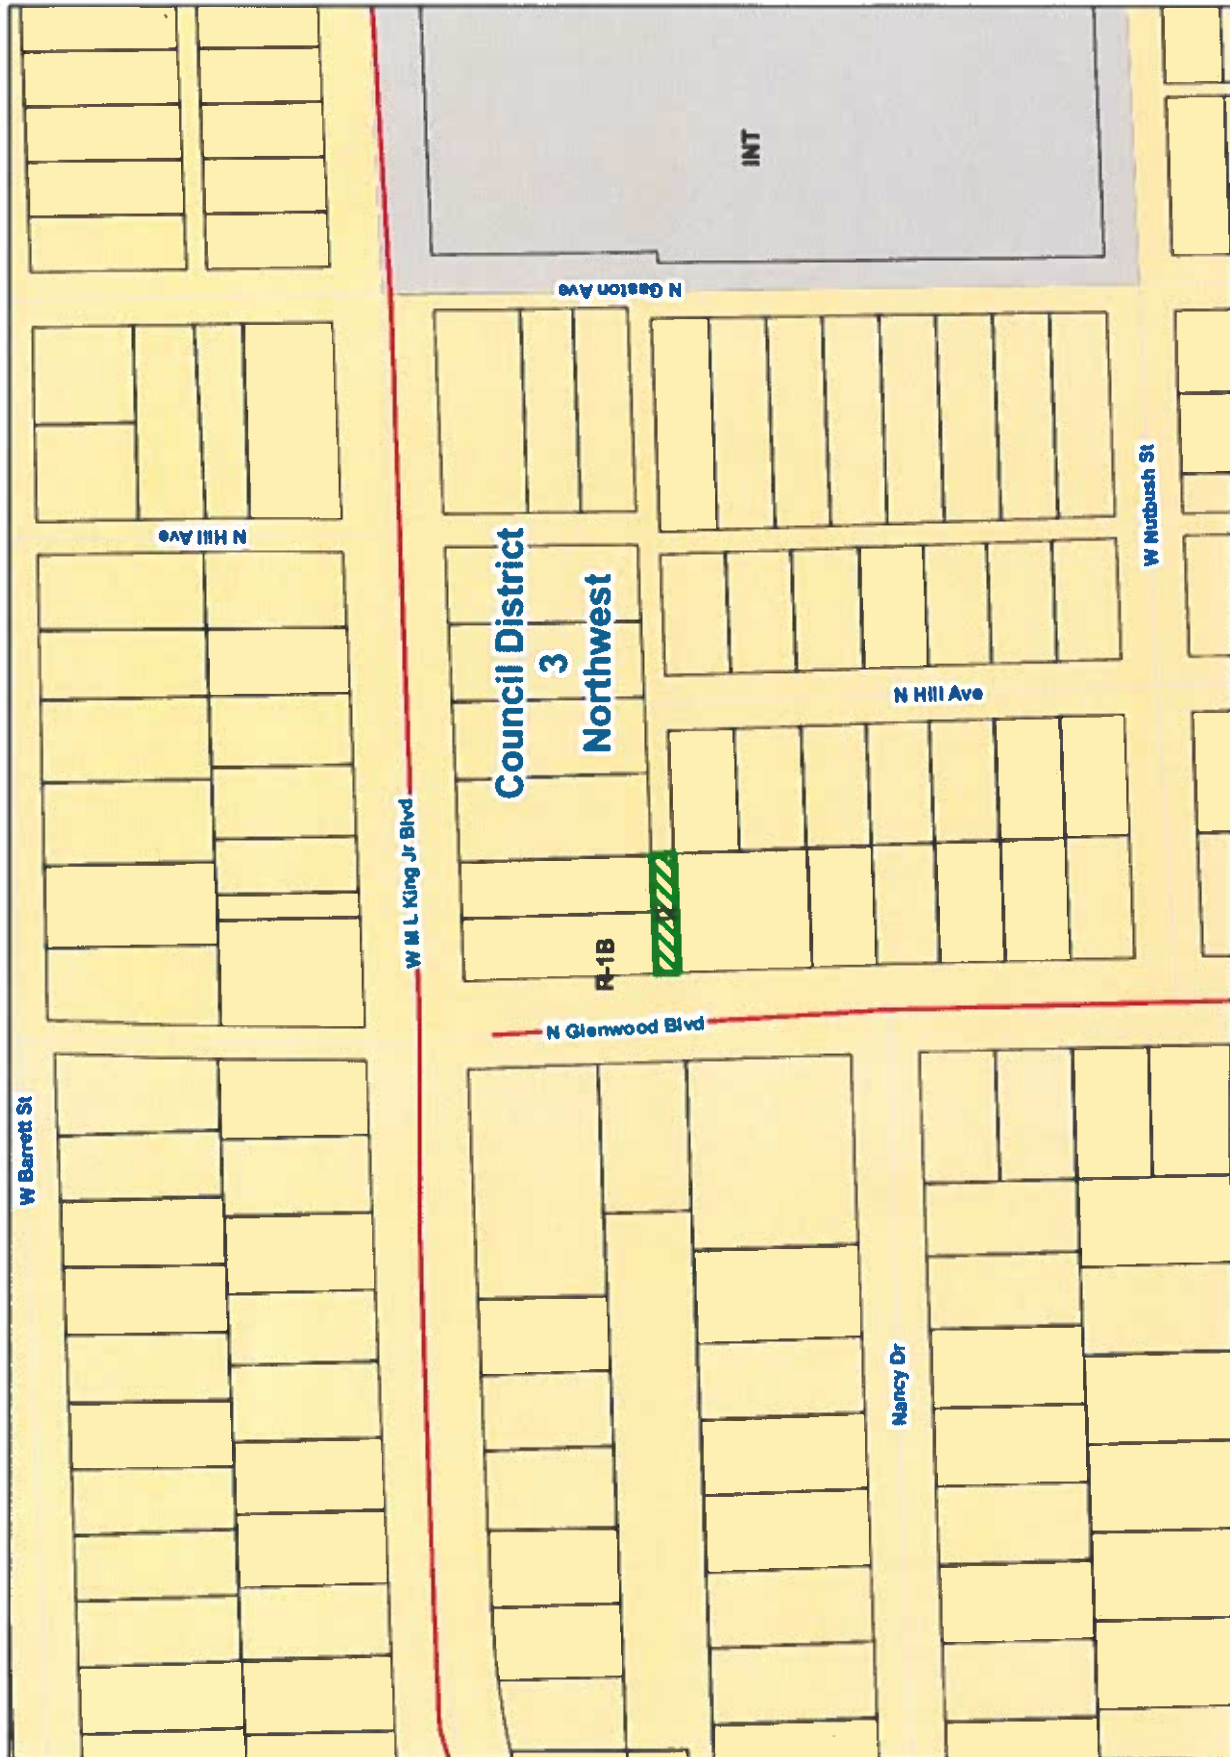 INT
N Gaston Ave
W Nutbush St
N Hill Ave
Council District
3
Northwest
N Hill Ave
W M L King Jr Blvd
R-1B
N Glenwood Blvd
W Barrett St
Nancy Dr